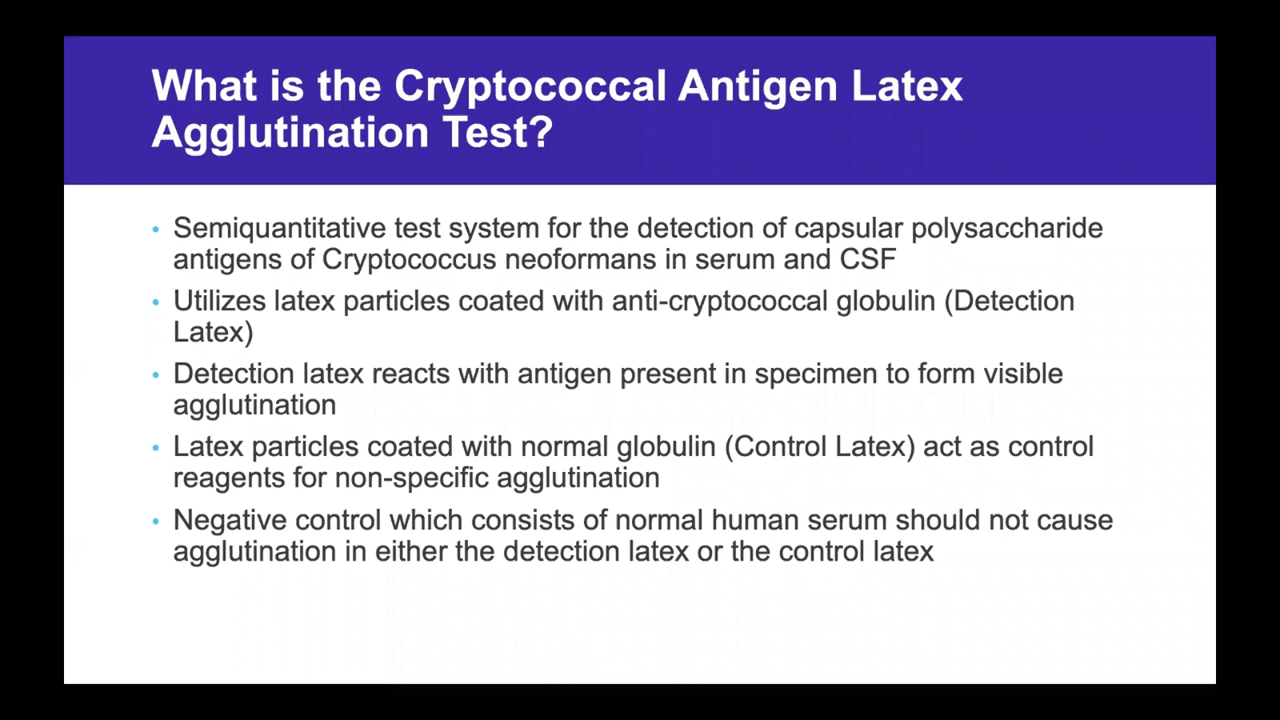 What is the Cryptococcal Antigen Latex
Agglutination Test?
• Semiquantitative test system for the detection of capsular polysaccharide
antigens of Cryptococcus neoformans in serum and CSF
• Utilizes latex particles coated with anti-cryptococcal globulin (Detection
Latex)
• Detection latex reacts with antigen present in specimen to form visible
agglutination
• Latex particles coated with normal globulin (Control Latex) act as control
reagents for non-specific agglutination
• Negative control which consists of normal human serum should not cause
agglutination in either the detection latex or the control latex